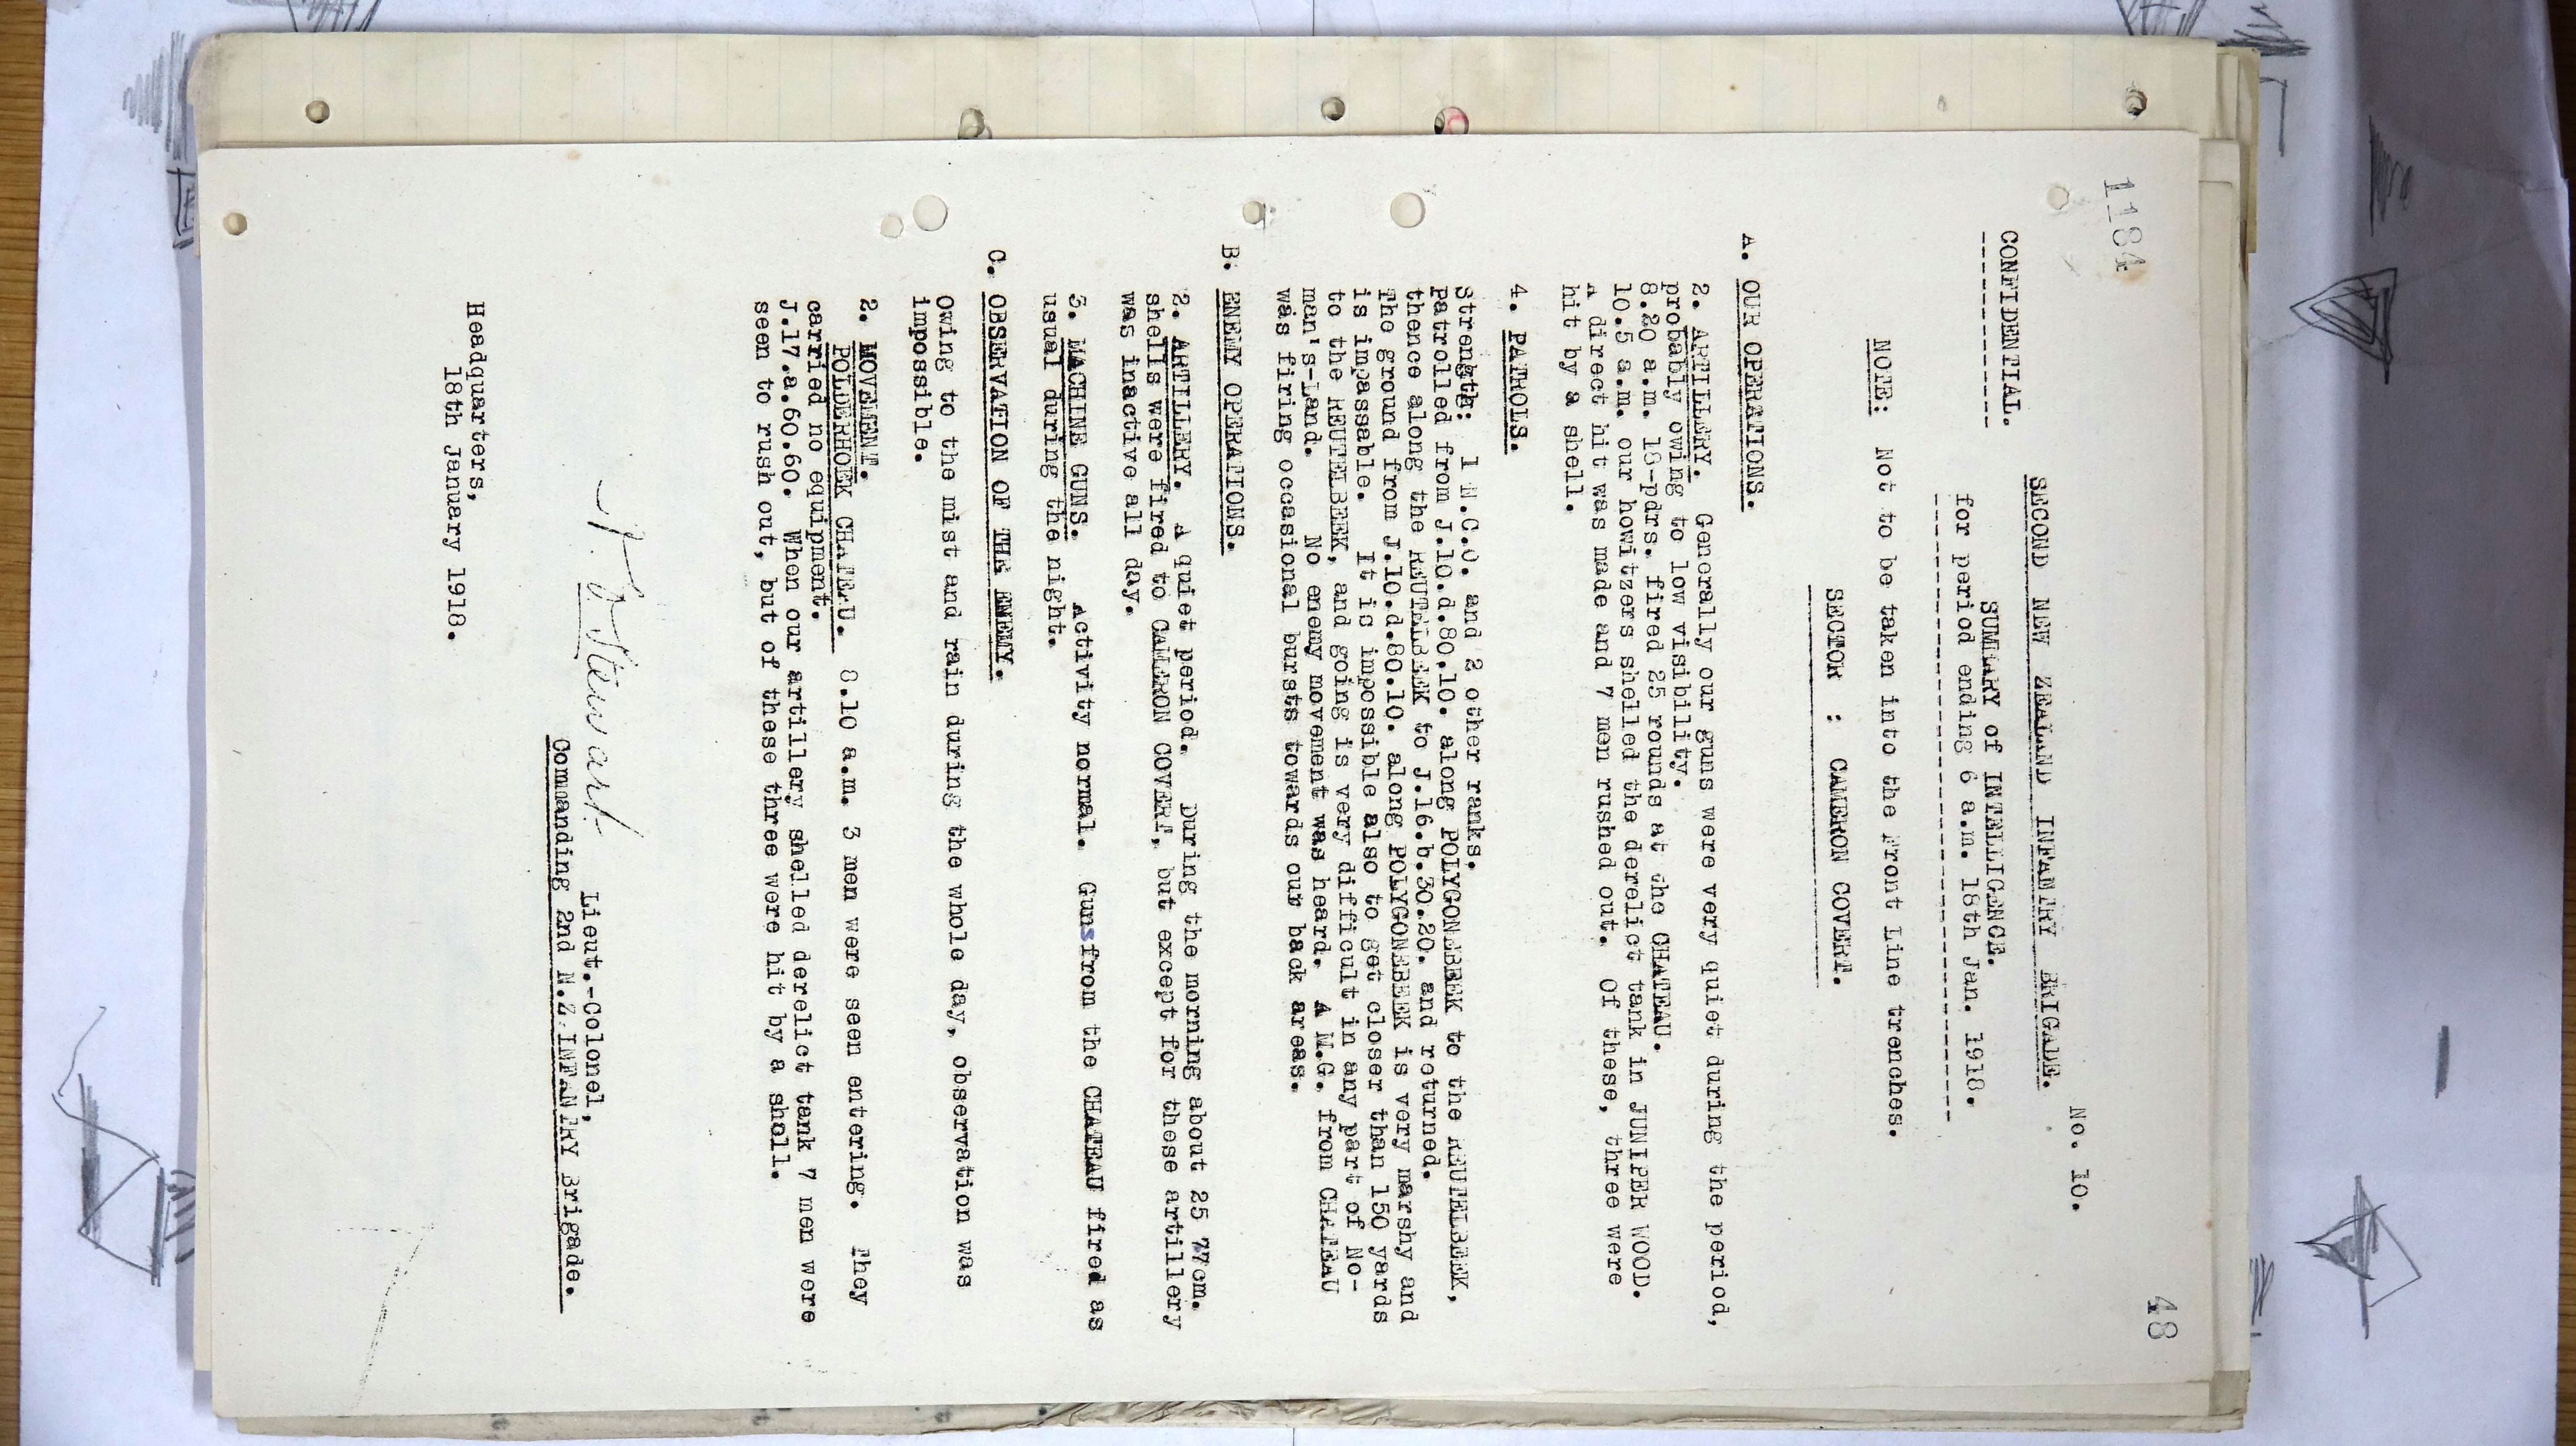 1184
48
No. 10.
CONFIDENTIAL.
SECOND NEW ZEALAND INFANTRY BRIGADE.
SUMMARY of INTELLIGENCE.
for period ending 6 a.m. 18th Jan. 1918.
NOTE: Not to be taken into the Front Line trenches.
SECTOR : CAMERON COVERT.
A. OUR OPERATIONS.
2. ARTILLERY. Generally our guns were very quiet during the period,
probably owing to low visibility.
8.20 a.m. 18-pdrs. fired 25 rounds at the CHATEAU.
10.5 a.m. our howitzers shelled the derelict tank in JUNIPER WOOD.
A direct hit was made and 7 men rushed out. Of these, three were
hit by a shell.
4. PATROLS.
Strength: 1 N.C.O. and 2 other ranks.
Patrolled from J.10.d.80.10. along POLYGONEBEEK to the REUTELBEEK,
thence along the REUTELBEEK to J.16.b.30.20. and returned.
The ground from J.10.d.80.10. along POLYGONEBEEK is very marshy and
is impassable. It is impossible also to get closer than 150 yards
to the REUTELBEEK, and going is very difficult in any part of No-
man's-Land. No enemy movement was heard. A M.G. from CHATEAU
was firing occasional bursts towards our back areas.
B. ENEMY OPERATIONS.
2. ARTILLERY. A quiet period. During the morning about 25 77cm.
shells were fired to CAMERON COVERT, but except for these artillery
was inactive all day.
3. MACHINE GUNS. Activity normal. Guns from the CHATEAU fired as
usual during the night.
C. OBSERVATION OF THE ENEMY.
Owing to the mist and rain during the whole day, observation was
impossible.
2. MOVEMENT.
POLDERHOEK CHATEAU. 8.10 a.m. 3 men were seen entering. They
carried no equipment.
J.17.a.60.60. When our artillery shelled derelict tank 7 men were
seen to rush out, but of these three were hit by a shell.
Stewart
Lieut.-Colonel,
Commanding 2nd N.Z. INFANTRY Brigade.
Headquarters,
18th January 1918.